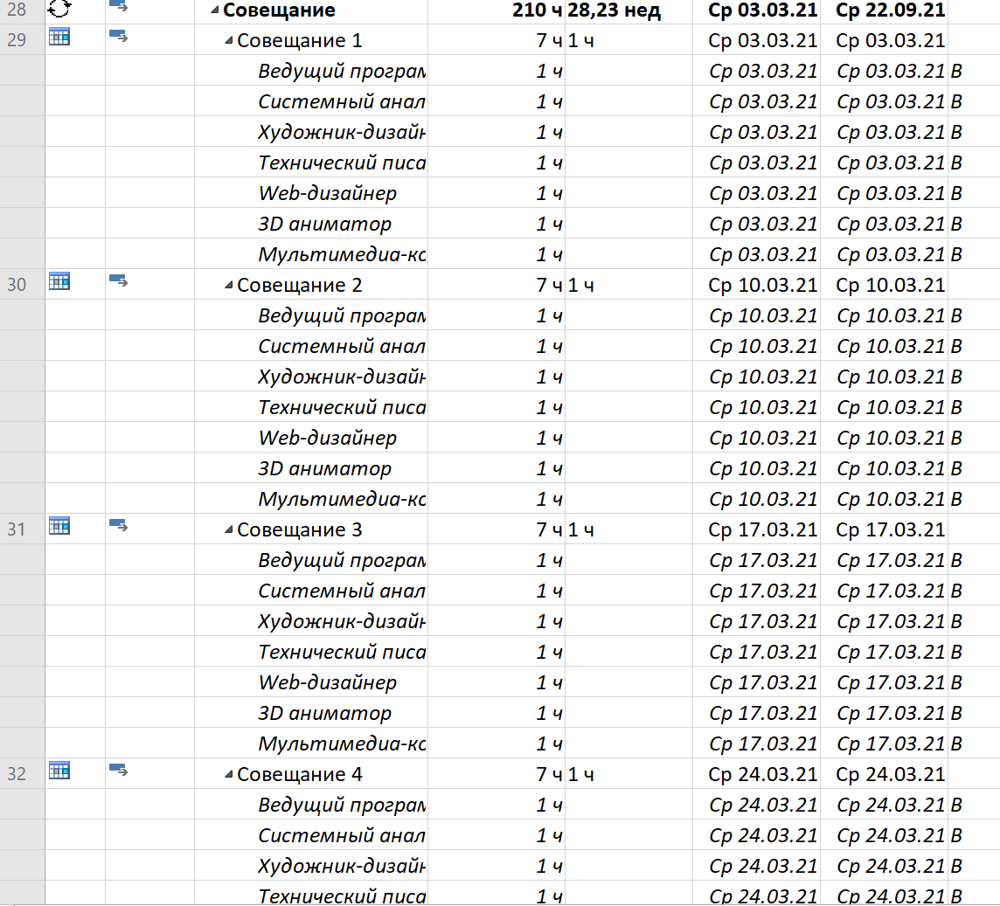 28 Совещание 210 ч 28,23 нед Ср 03.03.21 Ср 22.09.21
29 Совещание 1 7 ч 1 ч Ср 03.03.21 Ср 03.03.21
Ведущий програм 1 ч Ср 03.03.21 Ср 03.03.21 В
Системный анал 1 ч Ср 03.03.21 Ср 03.03.21 В
Художник-дизайн 1 ч Ср 03.03.21 Ср 03.03.21 В
Технический писа 1 ч Ср 03.03.21 Ср 03.03.21 В
Web-дизайнер 1 ч Ср 03.03.21 Ср 03.03.21 В
3D аниматор 1 ч Ср 03.03.21 Ср 03.03.21 В
Мультимедиа-ко 1 ч Ср 03.03.21 Ср 03.03.21 В
30 Совещание 2 7 ч 1 ч Ср 10.03.21 Ср 10.03.21
Ведущий програм 1 ч Ср 10.03.21 Ср 10.03.21 В
Системный анал 1 ч Ср 10.03.21 Ср 10.03.21 В
Художник-дизайн 1 ч Ср 10.03.21 Ср 10.03.21 В
Технический писа 1 ч Ср 10.03.21 Ср 10.03.21 В
Web-дизайнер 1 ч Ср 10.03.21 Ср 10.03.21 В
3D аниматор 1 ч Ср 10.03.21 Ср 10.03.21 В
Мультимедиа-ко 1 ч Ср 10.03.21 Ср 10.03.21 В
31 Совещание 3 7 ч 1 ч Ср 17.03.21 Ср 17.03.21
Ведущий програм 1 ч Ср 17.03.21 Ср 17.03.21 В
Системный анал 1 ч Ср 17.03.21 Ср 17.03.21 В
Художник-дизайн 1 ч Ср 17.03.21 Ср 17.03.21 В
Технический писа 1 ч Ср 17.03.21 Ср 17.03.21 В
Web-дизайнер 1 ч Ср 17.03.21 Ср 17.03.21 В
3D аниматор 1 ч Ср 17.03.21 Ср 17.03.21 В
Мультимедиа-ко 1 ч Ср 17.03.21 Ср 17.03.21 В
32 Совещание 4 7 ч 1 ч Ср 24.03.21 Ср 24.03.21
Ведущий програм 1 ч Ср 24.03.21 Ср 24.03.21 В
Системный анал 1 ч Ср 24.03.21 Ср 24.03.21 В
Художник-дизайн 1 ч Ср 24.03.21 Ср 24.03.21 В
Технический писа 1 ч Ср 24.03.21 Ср 24.03.21 В